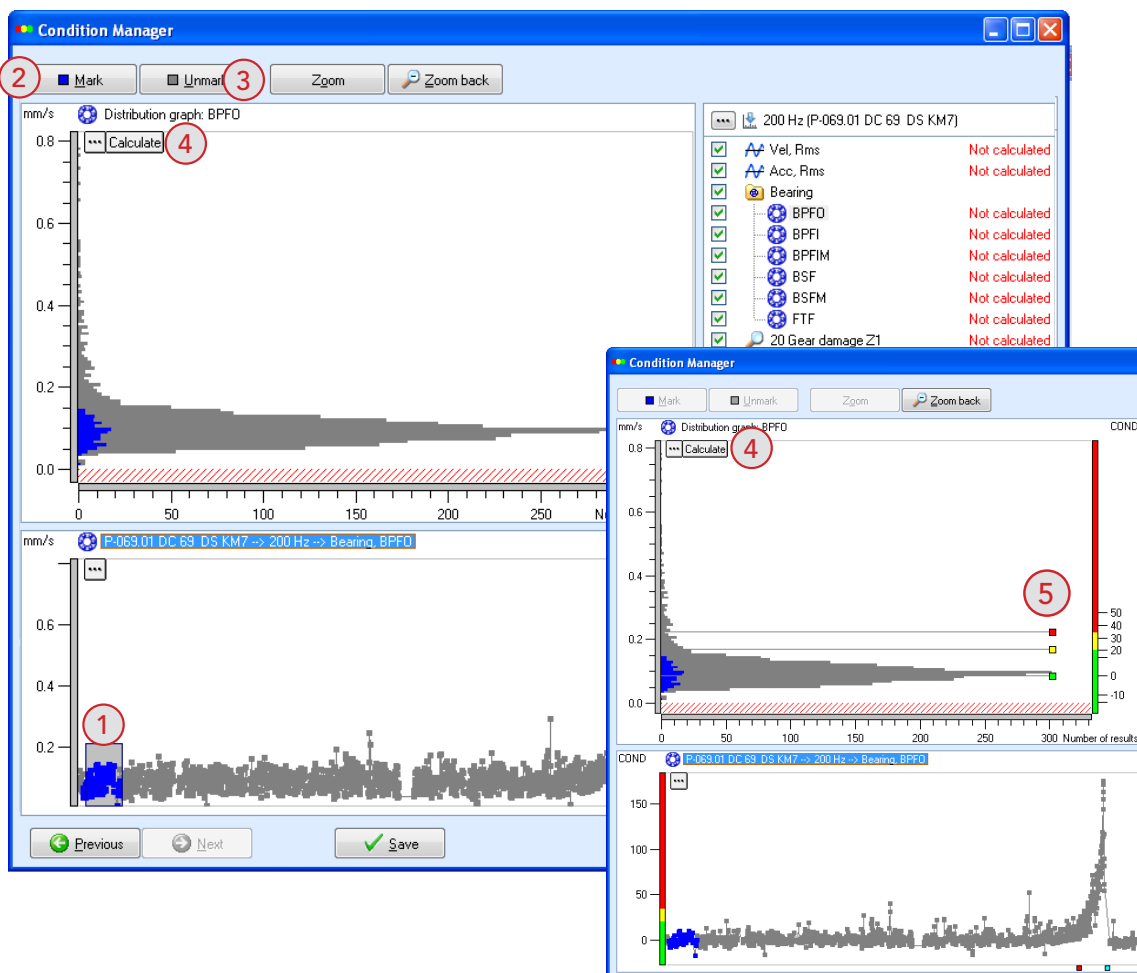 Condition Manager
2 Mark Unmark 3 Zoom Zoom back
mm/s Distribution graph: BPFO
Calculate 4
0.8
0.6
0.4
0.2
0.0
0 50 100 150 200 250
200 Hz (P-069.01 DC 69 DS KM7)
Vel, Rms Not calculated
Acc, Rms Not calculated
Bearing
BPFO Not calculated
BPFI Not calculated
BPFIM Not calculated
BSF Not calculated
BSFM Not calculated
FTF Not calculated
20 Gear damage Z1 Not calculated
mm/s P-069.01 DC 69 DS KM7 --> 200 Hz --> Bearing, BPFO
0.6
0.4
0.2
1
Previous Next Save
Condition Manager
Mark Unmark Zoom Zoom back
mm/s Distribution graph: BPFO COND
Calculate 4
0.8
0.6
0.4
0.2
0.0
5
50
40
30
20
0
-10
0 50 100 150 200 250 300 Number of results
COND P-069.01 DC 69 DS KM7 --> 200 Hz --> Bearing, BPFO
150
100
50
0